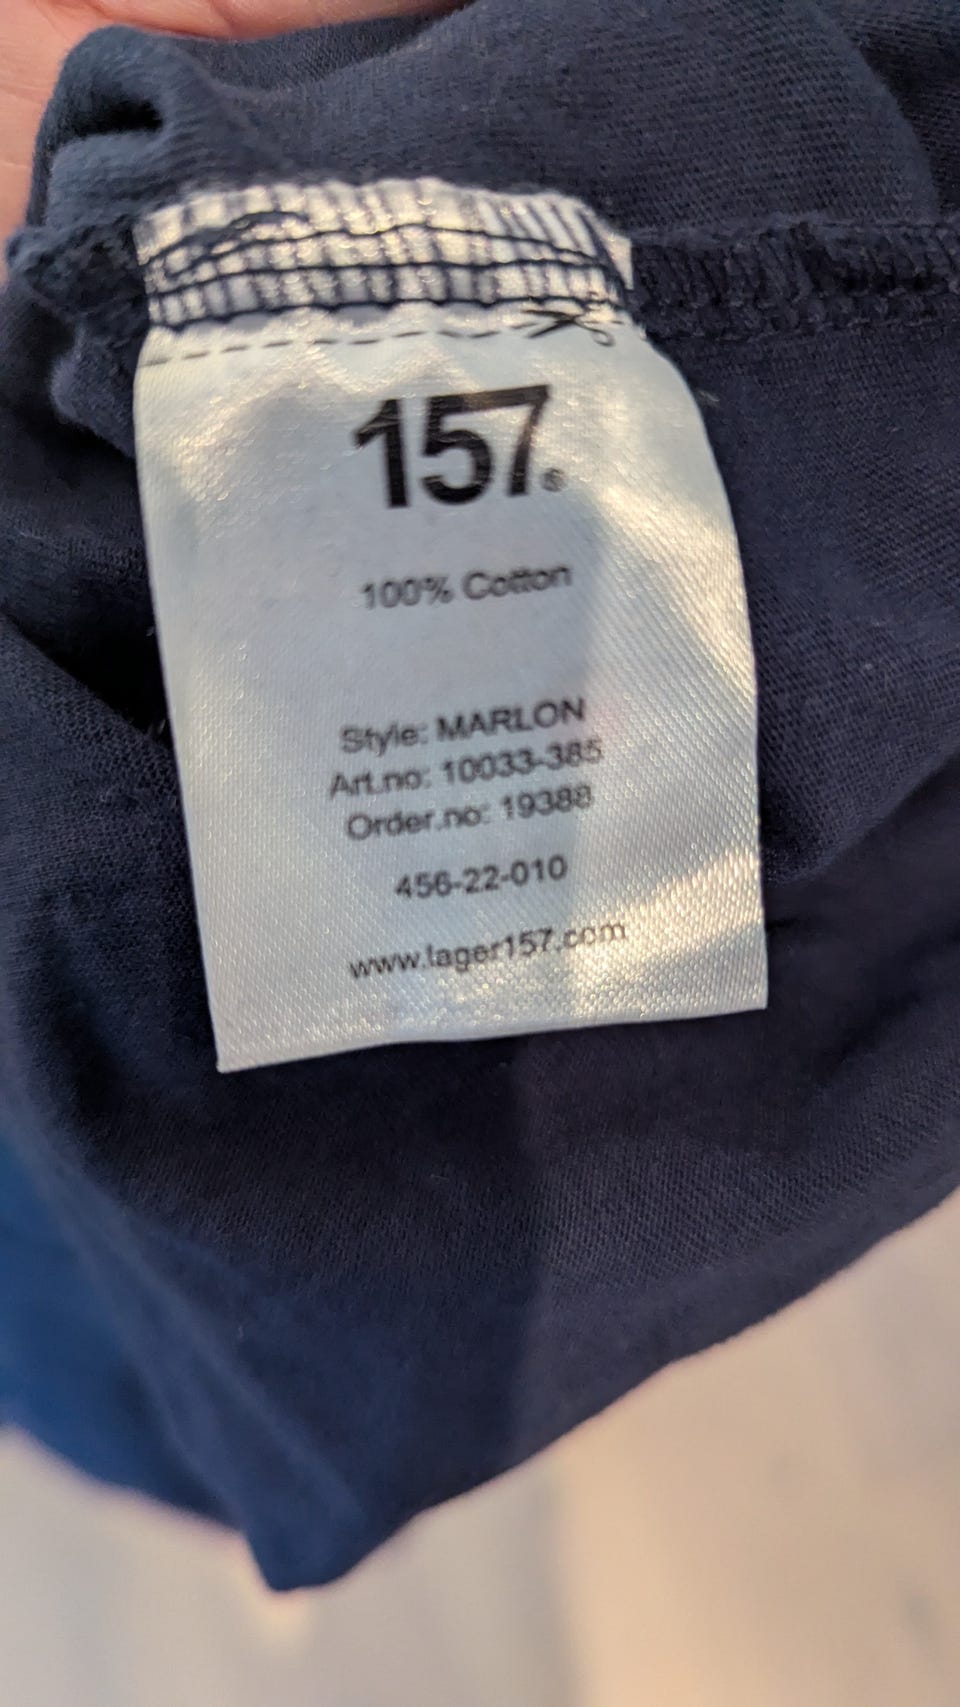 157.
100% Cotton
Style: MARLON
Art.no: 10033-385
Order.no: 19388
456-22-010
www.lager157.com